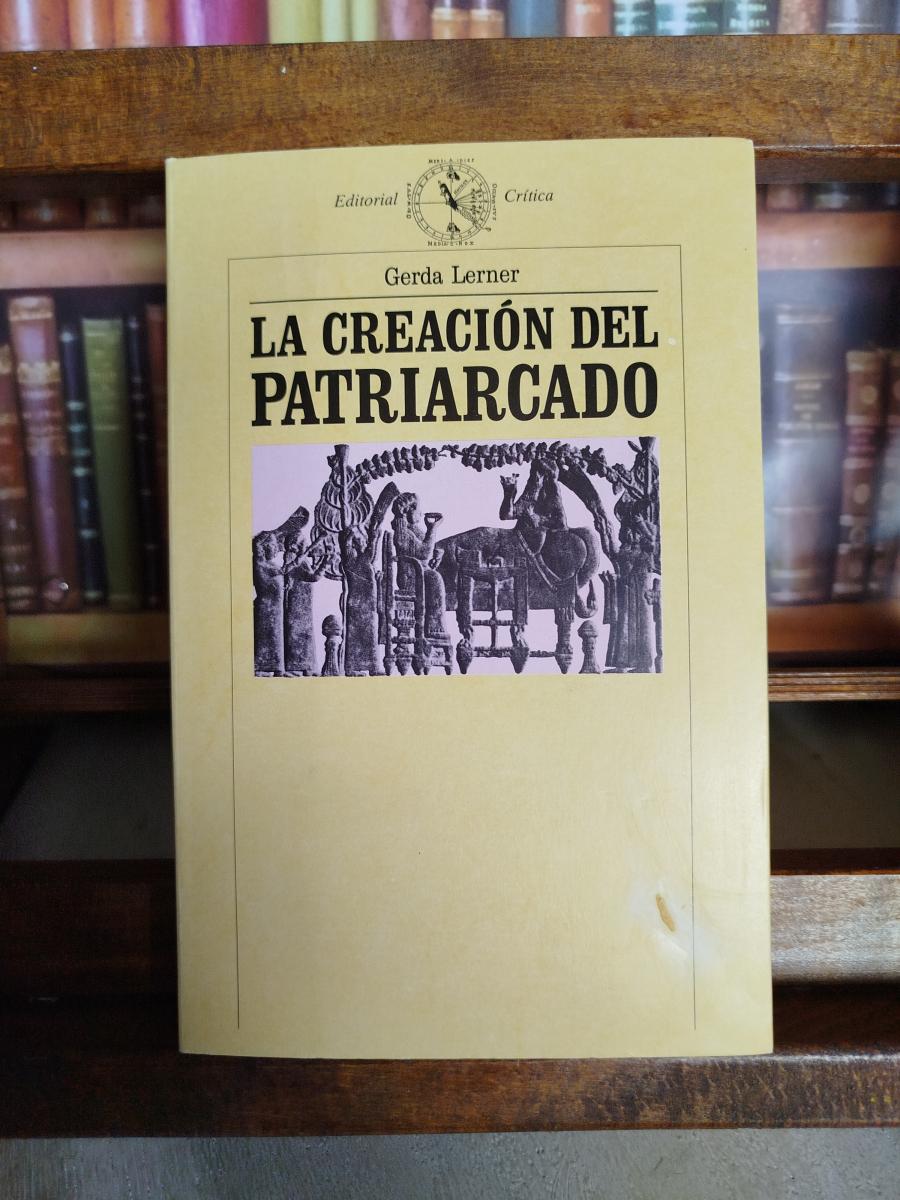 Editorial
Crítica
Gerda Lerner
LA CREACIÓN DEL
PATRIARCADO